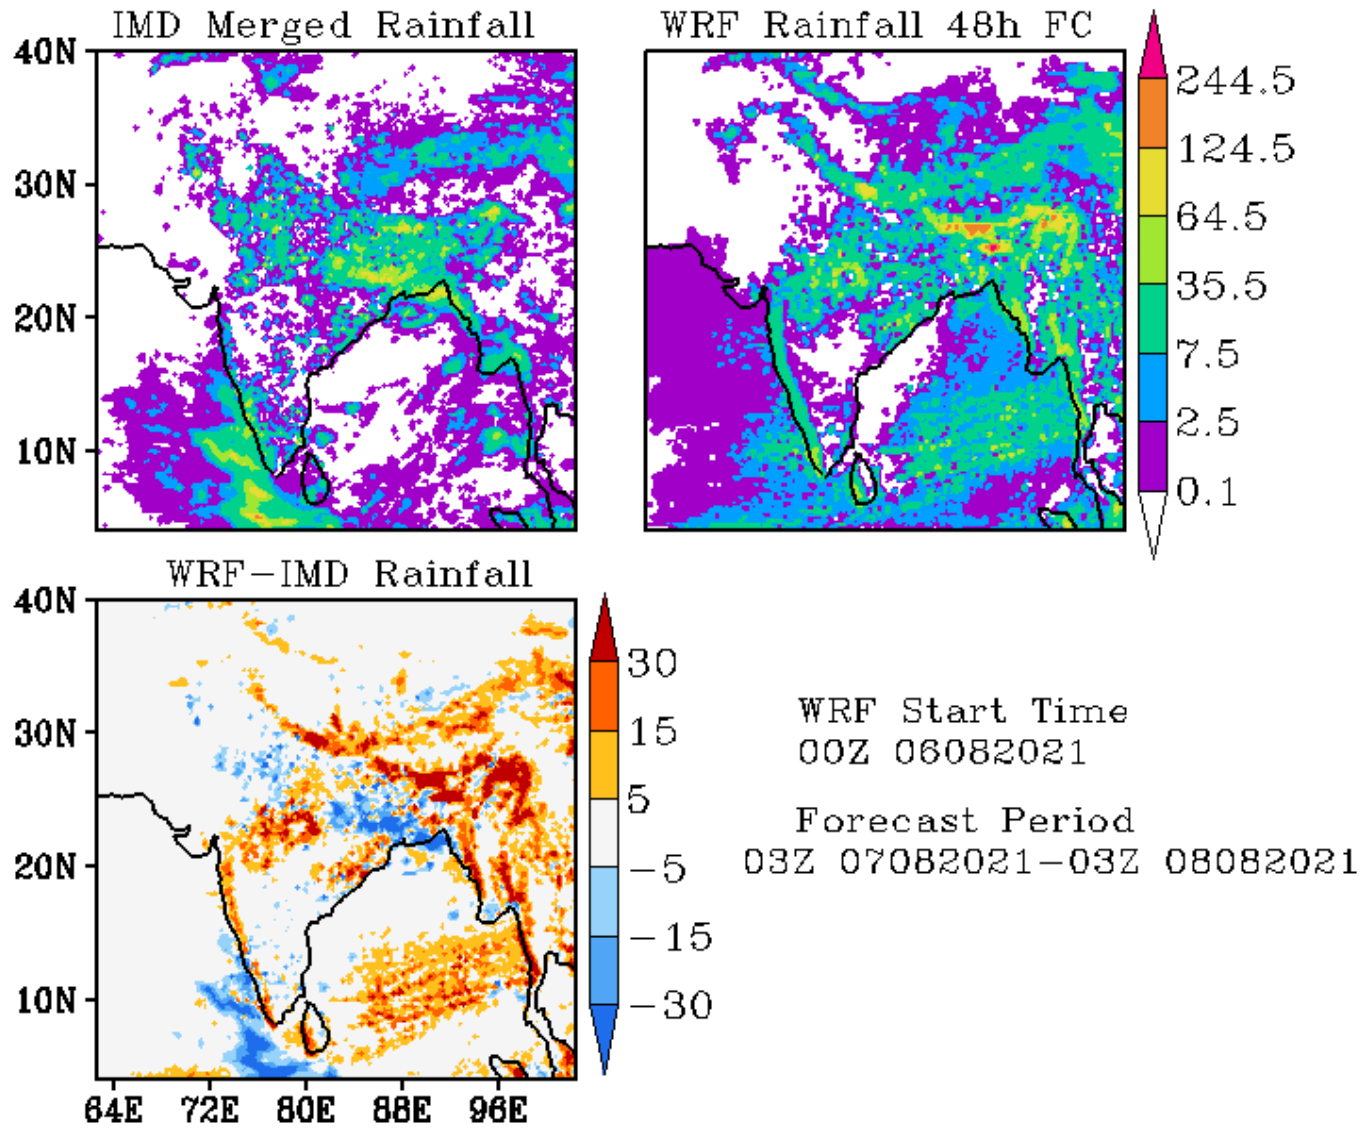 IMD Merged Rainfall
WRF Rainfall 48h FC
40N
30N
20N
10N
244.5
124.5
64.5
35.5
7.5
2.5
0.1
WRF-IMD Rainfall
40N
30N
20N
10N
64E 72E 80E 88E 96E
30
15
5
-5
-15
-30
WRF Start Time
00Z 06082021
Forecast Period
03Z 07082021-03Z 08082021